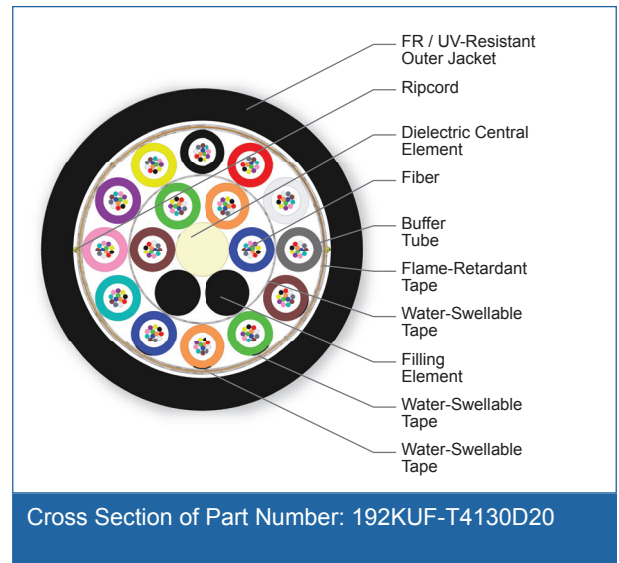 FR / UV-Resistant
Outer Jacket
Ripcord
Dielectric Central
Element
Fiber
Buffer
Tube
Flame-Retardant
Tape
Water-Swellable
Tape
Filling
Element
Water-Swellable
Tape
Water-Swellable
Tape
Cross Section of Part Number: 192KUF-T4130D20